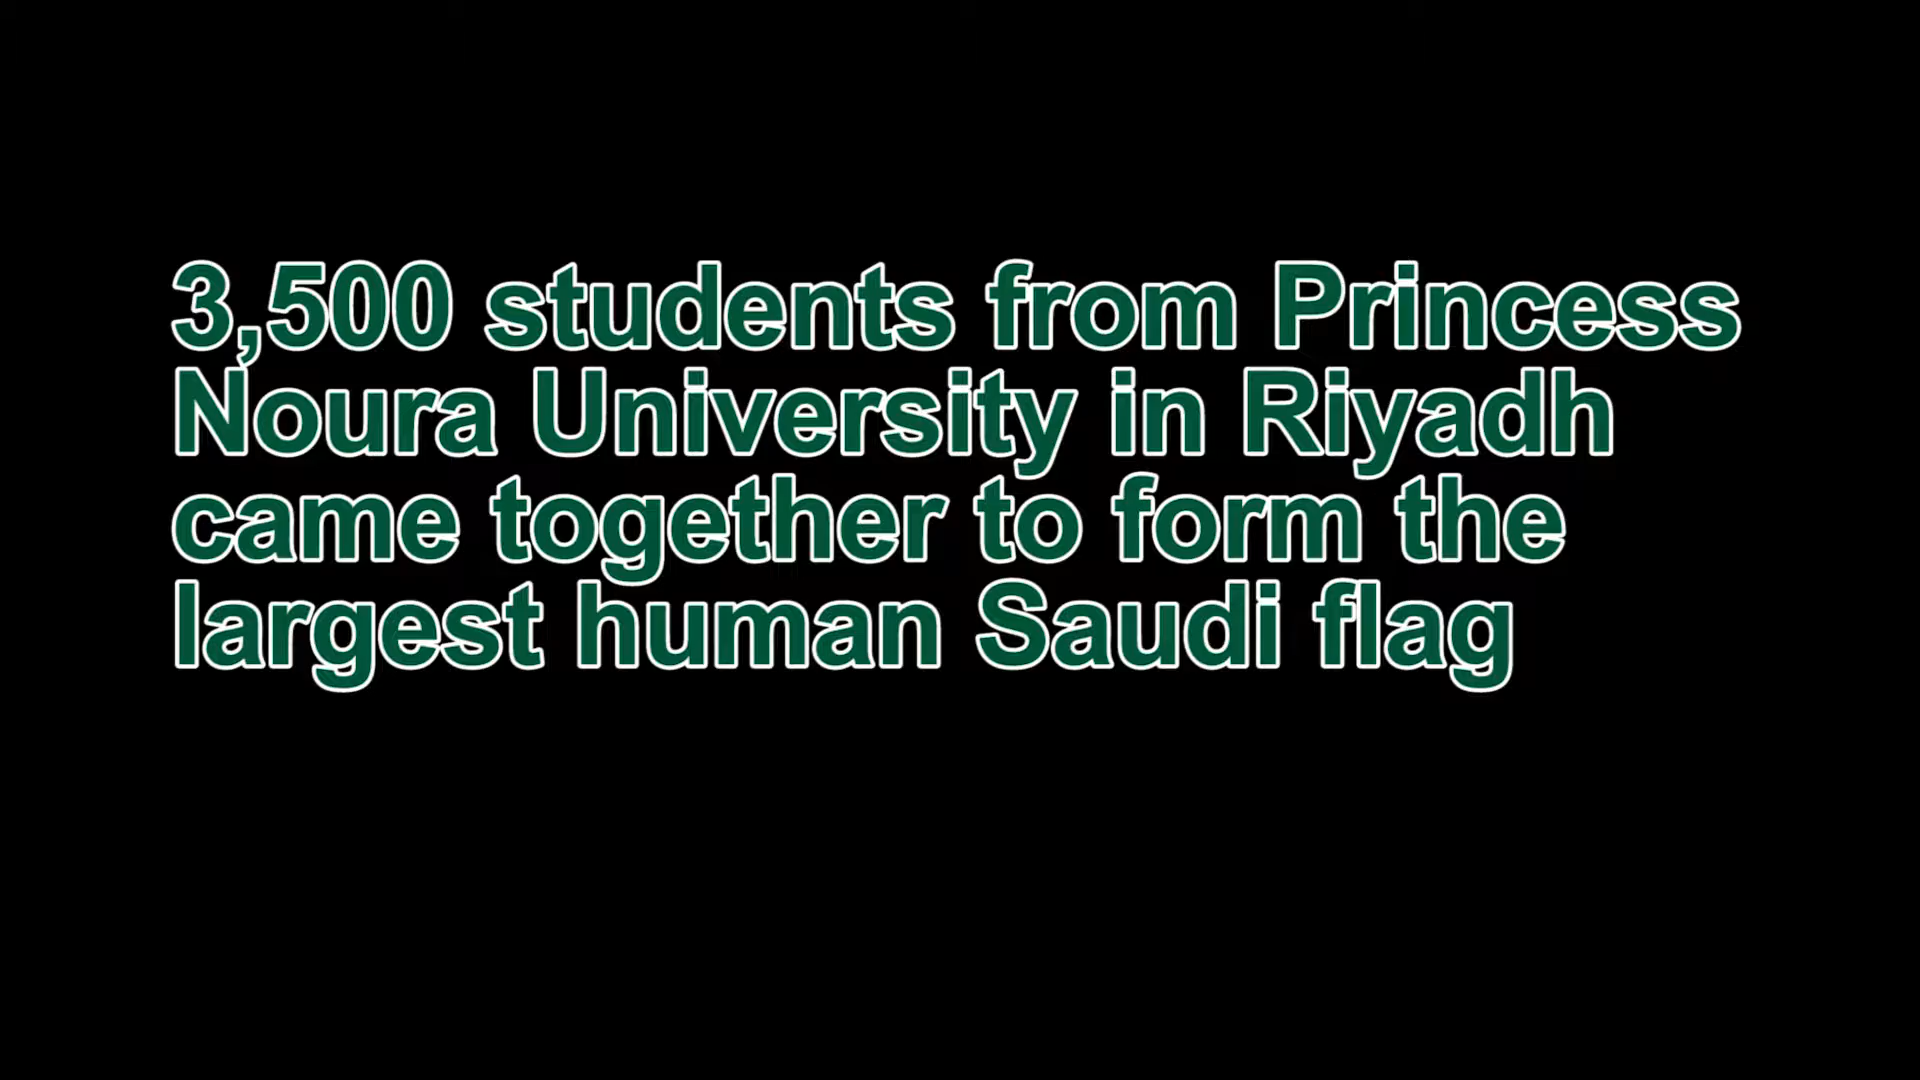 3,500 students from Princess
Noura University in Riyadh
came together to form the
largest human Saudi flag